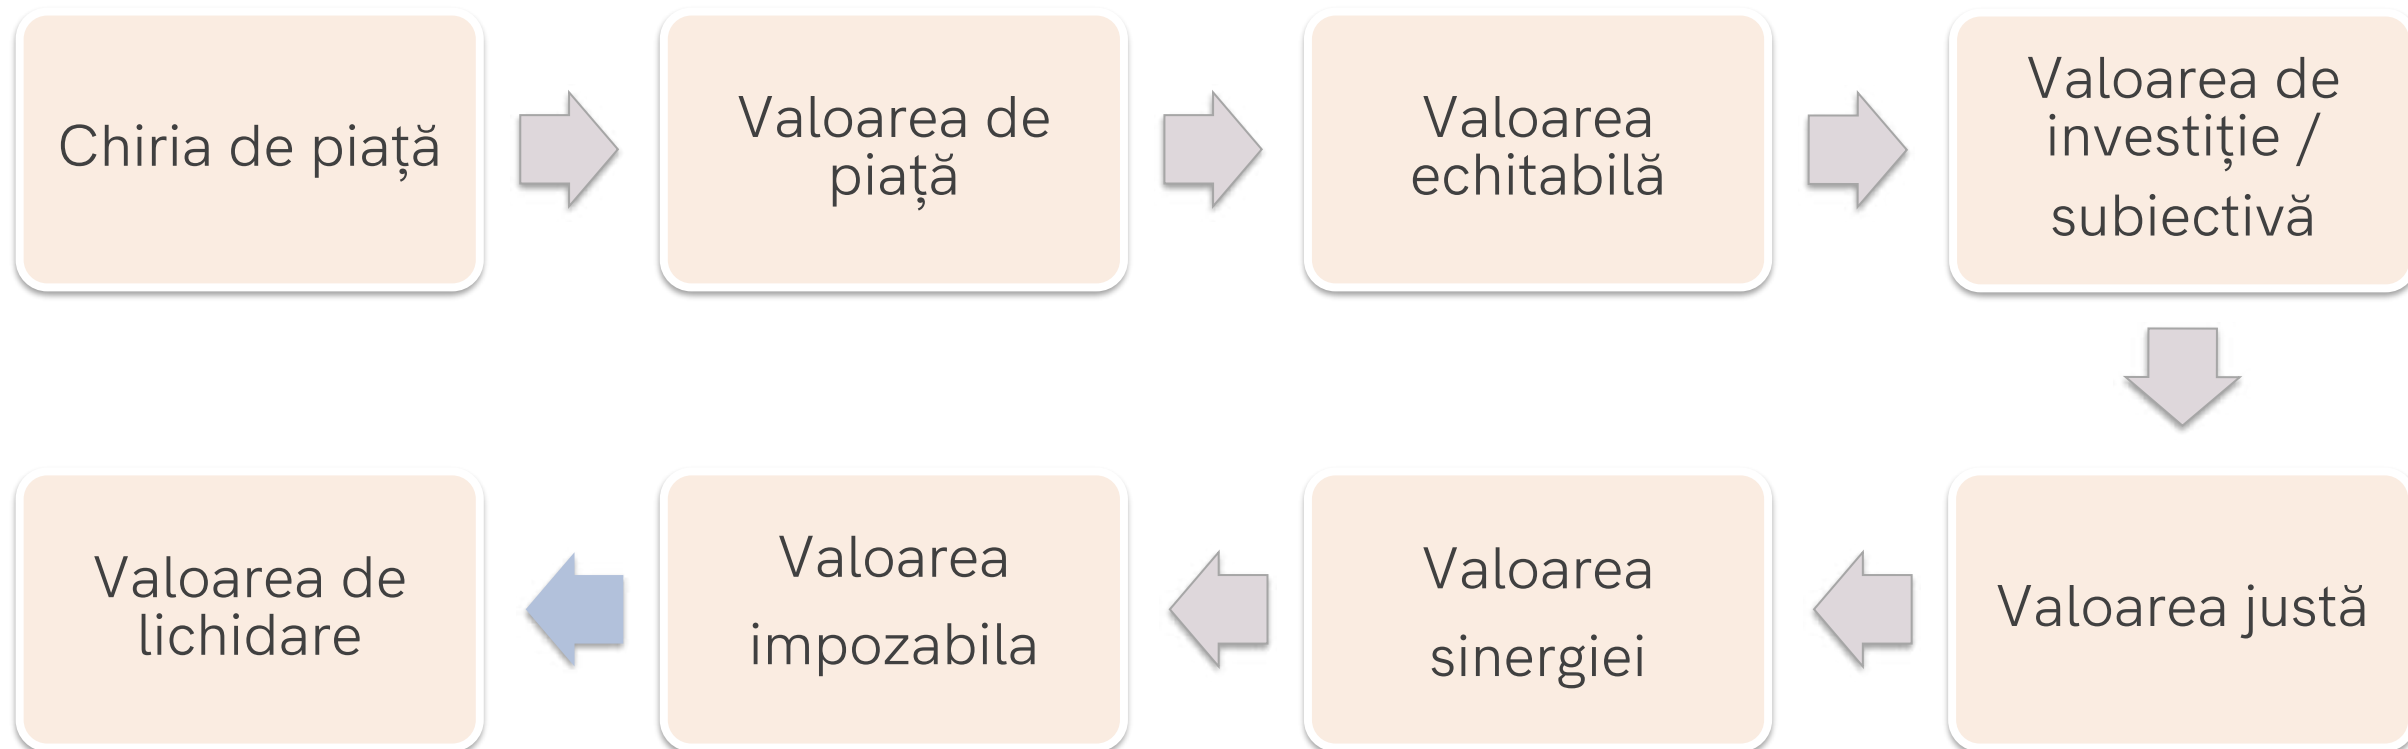 Chiria de piață
Valoarea de
piață
Valoarea
echitabilă
Valoarea de
investiție /
subiectivă
Valoarea justă
Valoarea
sinergiei
Valoarea
impozabila
Valoarea de
lichidare